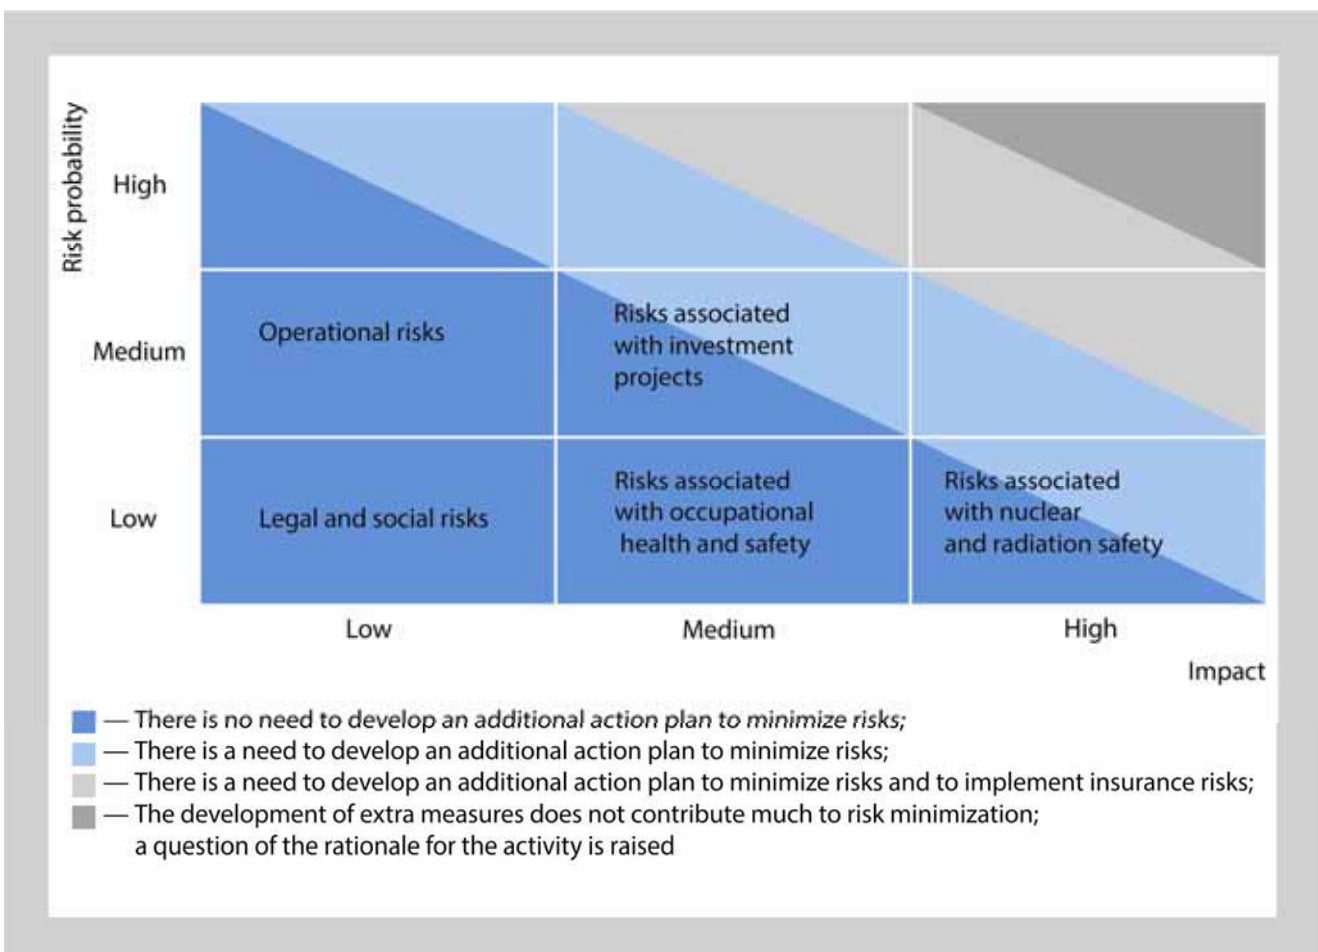 Risk probability
High
Medium
Operational risks
Risks associated
with investment
projects
Low
Legal and social risks
Risks associated
with occupational
health and safety
Risks associated
with nuclear
and radiation safety
Low
Medium
High
Impact
— There is no need to develop an additional action plan to minimize risks;
— There is a need to develop an additional action plan to minimize risks;
— There is a need to develop an additional action plan to minimize risks and to implement insurance risks;
— The development of extra measures does not contribute much to risk minimization;
a question of the rationale for the activity is raised